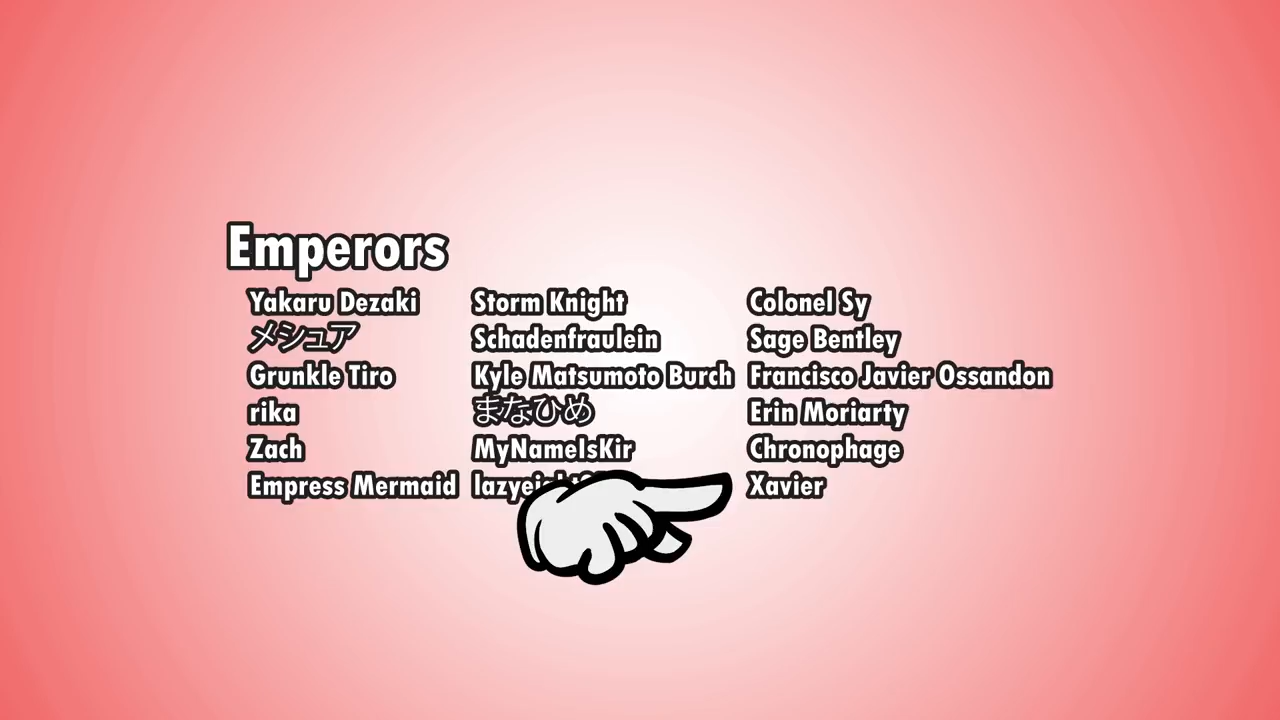 Emperors
Yakaru Dezaki
メシュア
Grunkle Tiro
rika
Zach
Empress Mermaid
Storm Knight
Schadenfraulein
Kyle Matsumoto Burch
まなひめ
MyNameIsKir
Colonel Sy
Sage Bentley
Francisco Javier Ossandon
Erin Moriarty
Chronophage
Xavier